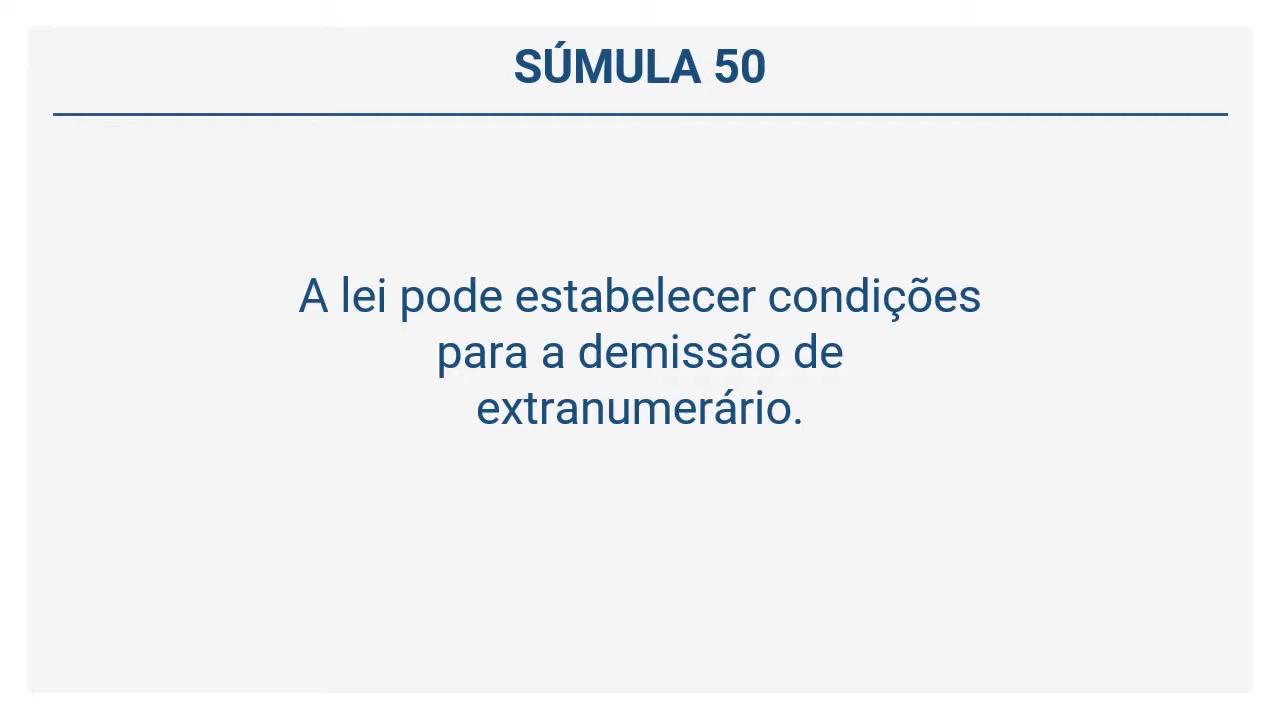 SÚMULA 50
A lei pode estabelecer condições
para a demissão de
extranumerário.